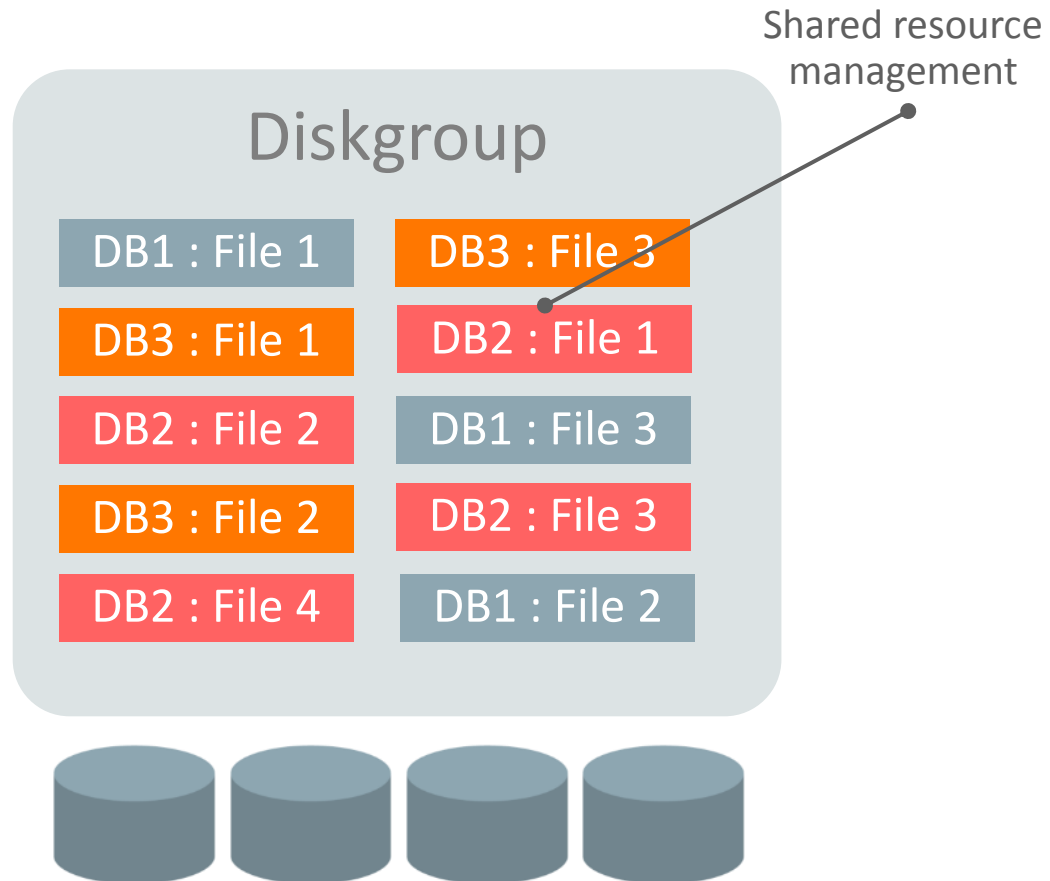 Shared resource
management
Diskgroup
DB1 : File 1
DB3 : File 3
DB3 : File 1
DB2 : File 1
DB2 : File 2
DB1 : File 3
DB3 : File 2
DB2 : File 3
DB2 : File 4
DB1 : File 2